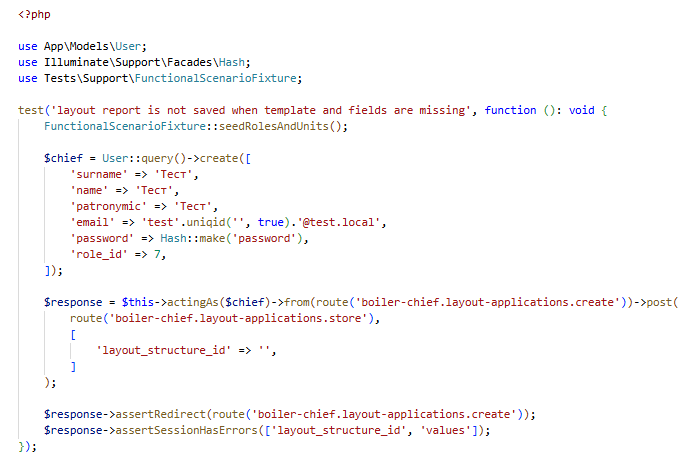 <?php
use App\Models\User;
use Illuminate\Support\Facades\Hash;
use Tests\Support\FunctionalScenarioFixture;
test('layout report is not saved when template and fields are missing', function (): void {
FunctionalScenarioFixture::seedRolesAndUnits();
$chief = User::query()->create([
'surname' => 'Тест',
'name' => 'Тест',
'patronymic' => 'Тест',
'email' => 'test'.uniqid('', true).'@test.local',
'password' => Hash::make('password'),
'role_id' => 7,
]);
$response = $this->actingAs($chief)->from(route('boiler-chief.layout-applications.create'))->post(
route('boiler-chief.layout-applications.store'),
[
'layout_structure_id' => '',
]
);
$response->assertRedirect(route('boiler-chief.layout-applications.create'));
$response->assertSessionHasErrors(['layout_structure_id', 'values']);
});